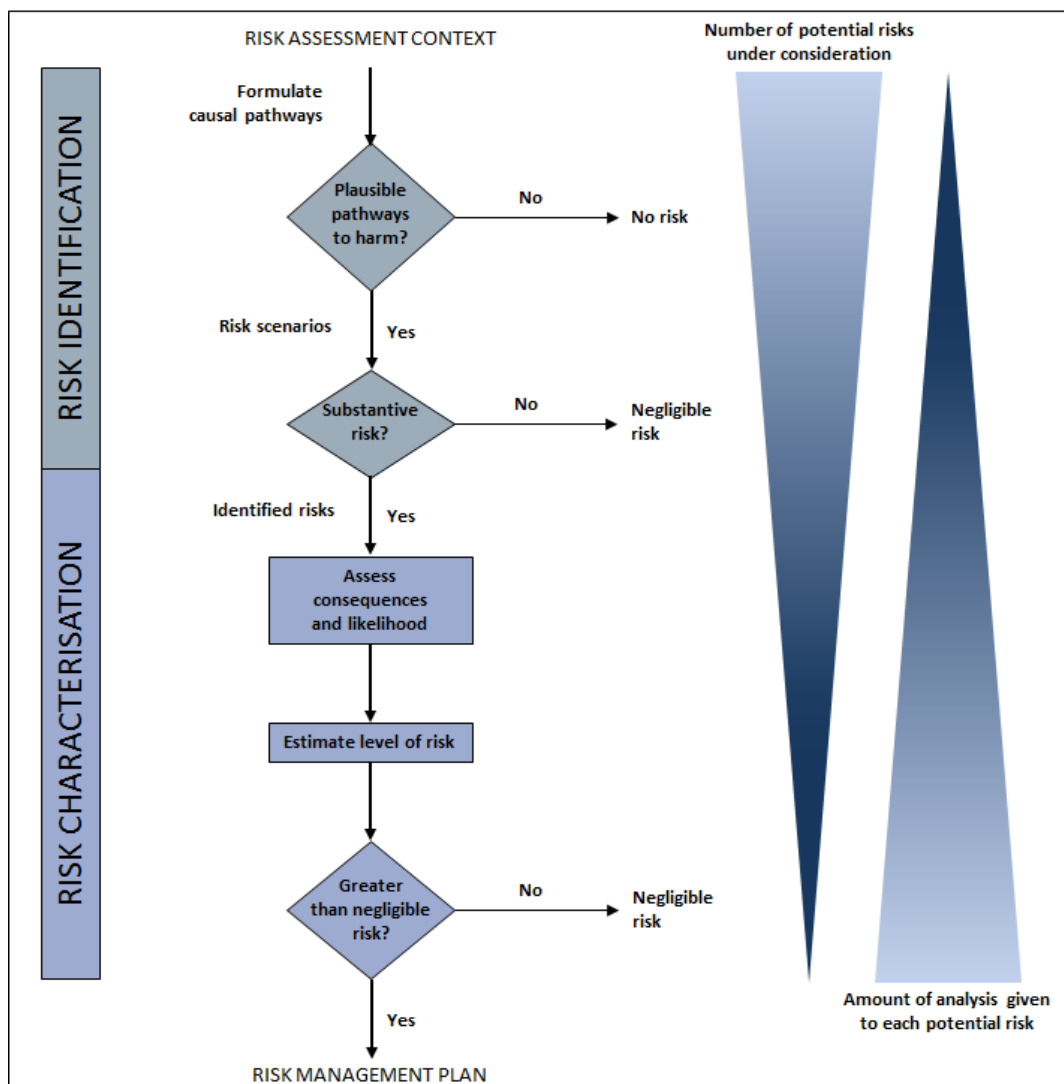 RISK ASSESSMENT CONTEXT
Number of potential risks
under consideration
RISK IDENTIFICATION
Formulate
causal pathways
Plausible
pathways
to harm?
No
No risk
Risk scenarios
Yes
Substantive
risk?
No
Negligible
risk
RISK CHARACTERISATION
Identified risks
Yes
Assess
consequences
and likelihood
Estimate level of risk
Greater
than negligible
risk?
No
Negligible
risk
Yes
RISK MANAGEMENT PLAN
Amount of analysis given
to each potential risk